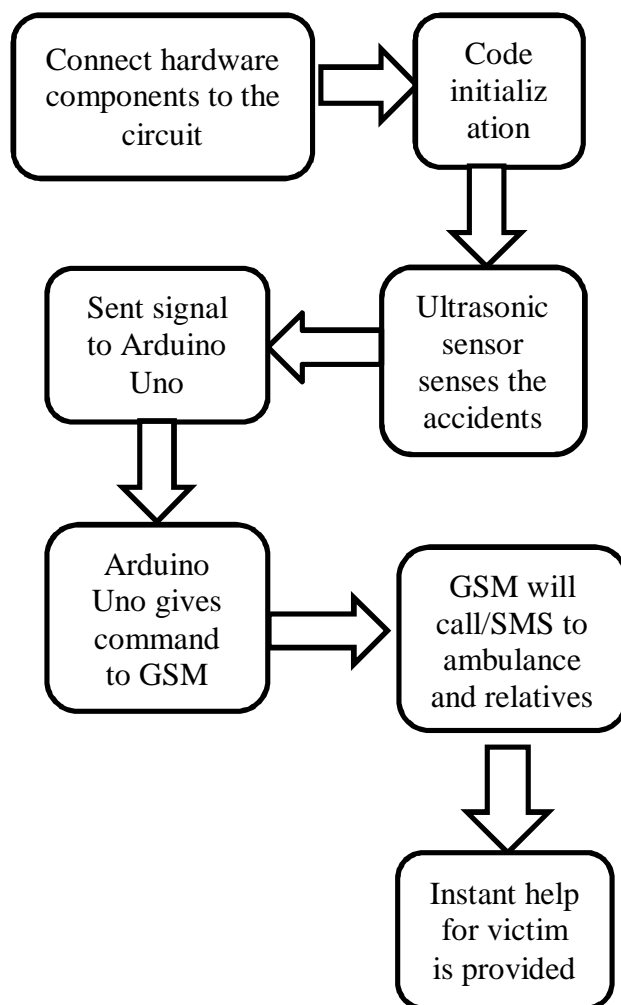 Connect hardware
components to the
circuit
Code
initializ
ation
Ultrasonic
sensor
senses the
accidents
Sent signal
to Arduino
Uno
Arduino
Uno gives
command
to GSM
GSM will
call/SMS to
ambulance
and relatives
Instant help
for victim
is provided